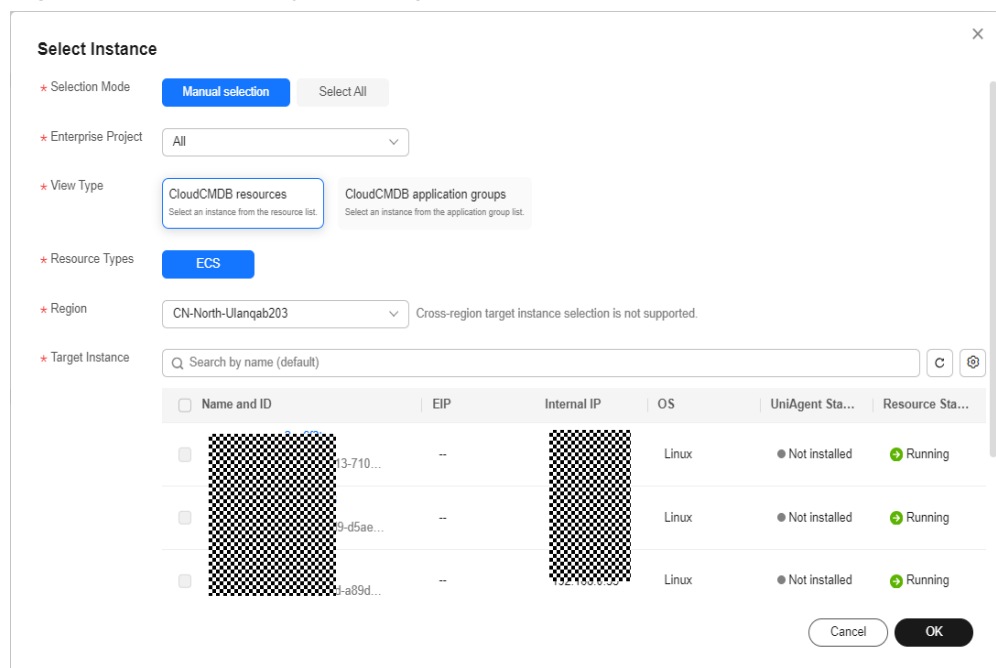 Select Instance
* Selection Mode
Manual selection
Select All
* Enterprise Project
All
* View Type
CloudCMDB resources
Select an instance from the resource list.
CloudCMDB application groups
Select an instance from the application group list.
* Resource Types
ECS
* Region
CN-North-Ulanqab203
Cross-region target instance selection is not supported.
* Target Instance
Search by name (default)
Name and ID EIP Internal IP OS UniAgent Sta... Resource Sta...
13-710... -- Linux Not installed Running
-d5ae... -- Linux Not installed Running
-a89d... -- Linux Not installed Running
Cancel
OK